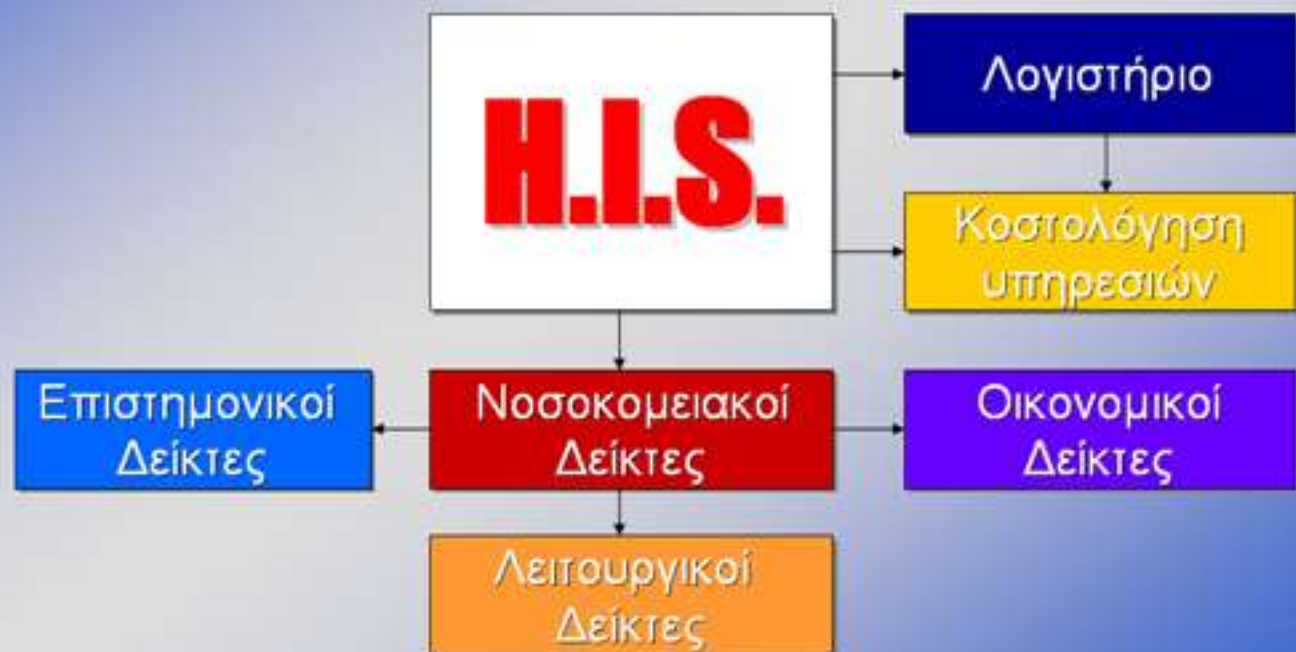 H.I.S.
Λογιστήριο
Κοστολόγηση
υπηρεσιών
Επιστημονικοί
Δείκτες
Νοσοκομειακοί
Δείκτες
Οικονομικοί
Δείκτες
Λειτουργικοί
Δείκτες